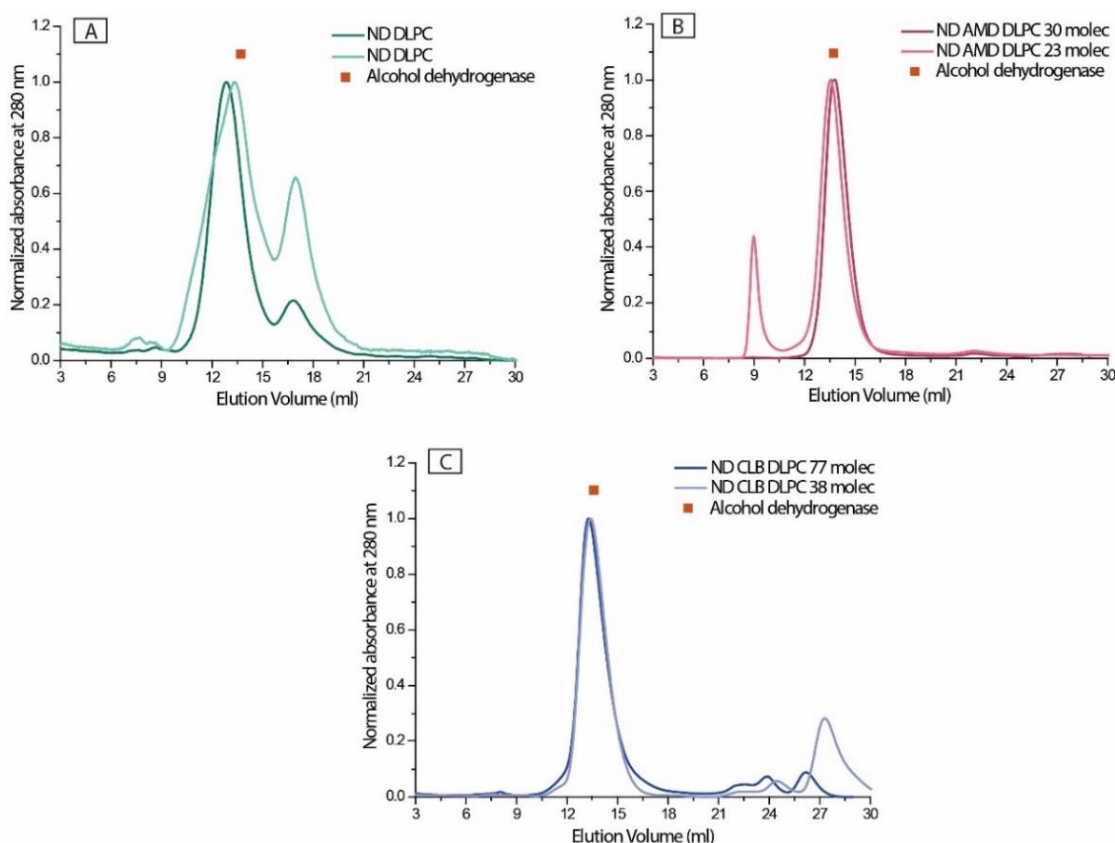 A
ND DLPC
ND DLPC
Alcohol dehydrogenase
Normalized absorbance at 280 nm
1.2
1.0
0.8
0.6
0.4
0.2
0.0
3 6 9 12 15 18 21 24 27 30
Elution Volume (ml)
B
ND AMD DLPC 30 molec
ND AMD DLPC 23 molec
Alcohol dehydrogenase
Normalized absorbance at 280 nm
1.2
1.0
0.8
0.6
0.4
0.2
0.0
3 6 9 12 15 18 21 24 27 30
Elution Volume (ml)
C
ND CLB DLPC 77 molec
ND CLB DLPC 38 molec
Alcohol dehydrogenase
Normalized absorbance at 280 nm
1.2
1.0
0.8
0.6
0.4
0.2
0.0
3 6 9 12 15 18 21 24 27 30
Elution Volume (ml)